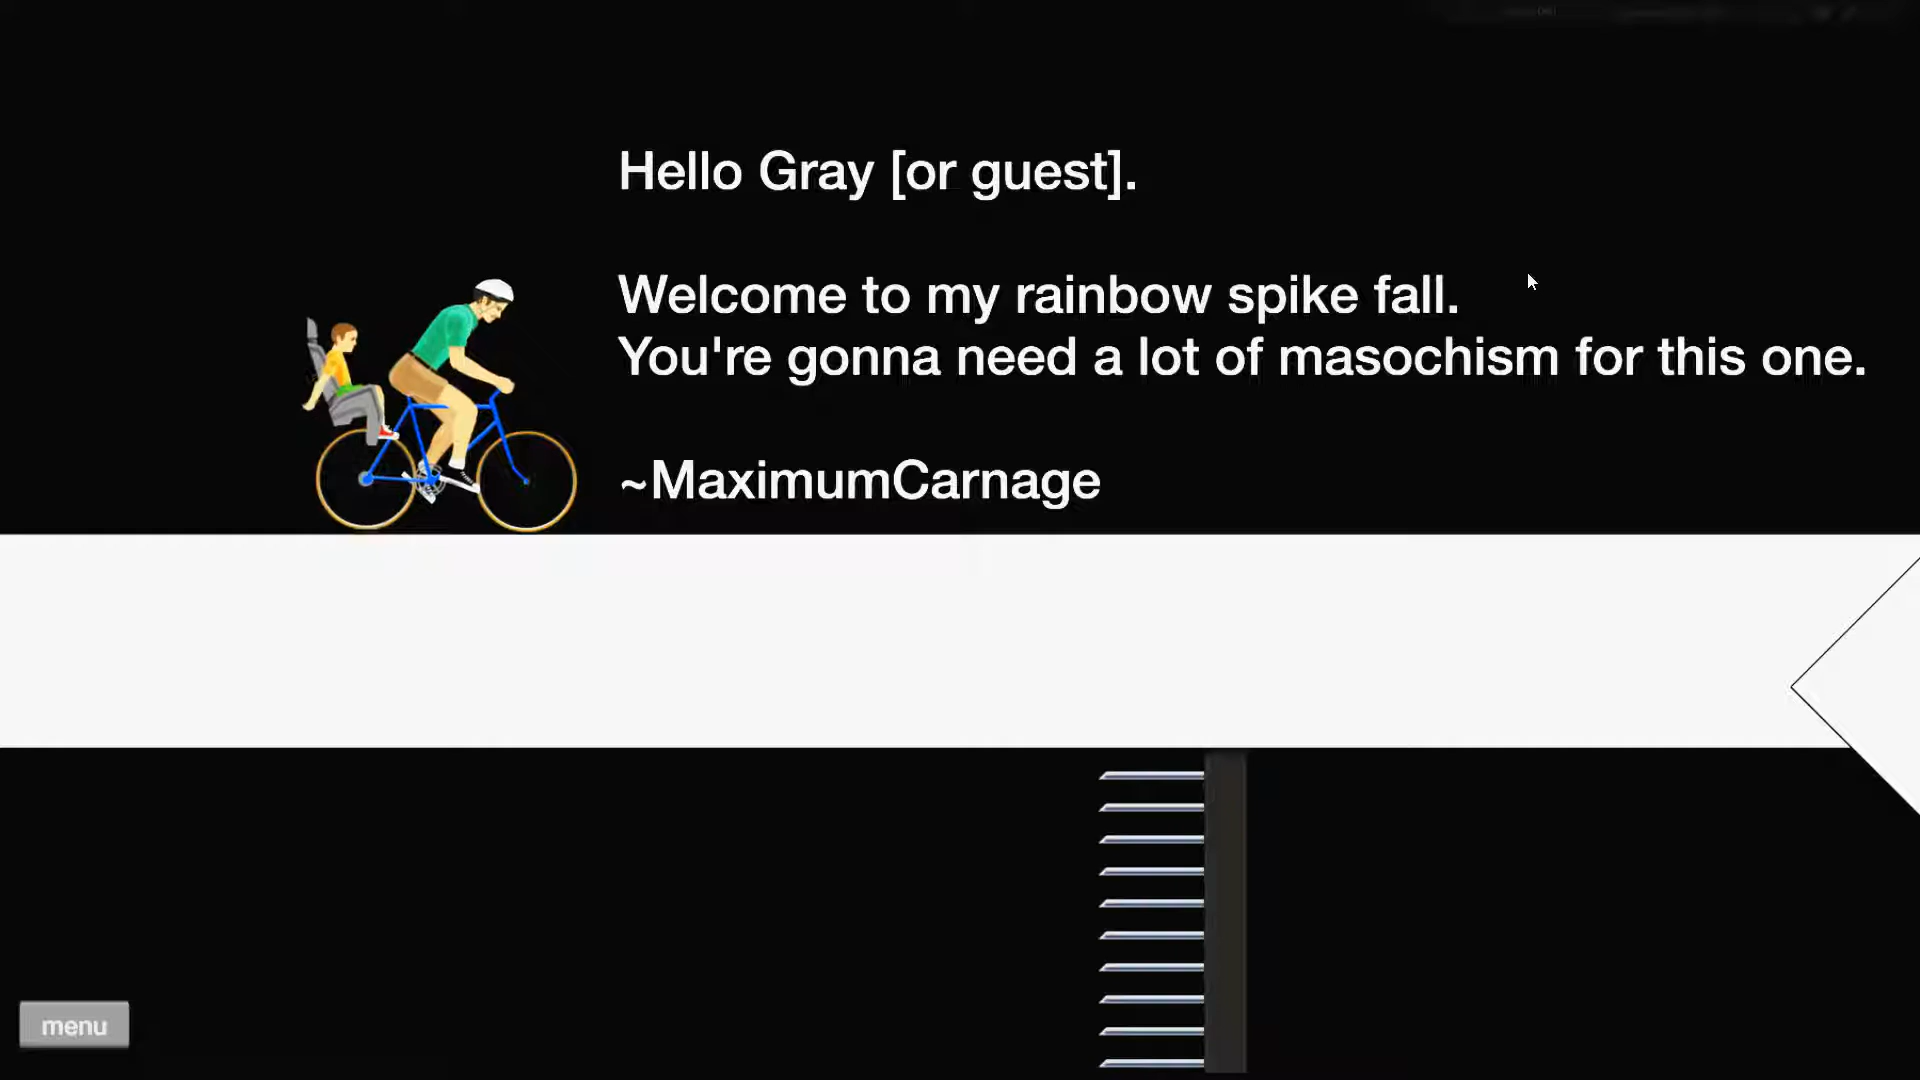 Hello Gray [or guest].
Welcome to my rainbow spike fall.
You're gonna need a lot of masochism for this one.
~MaximumCarnage
menu